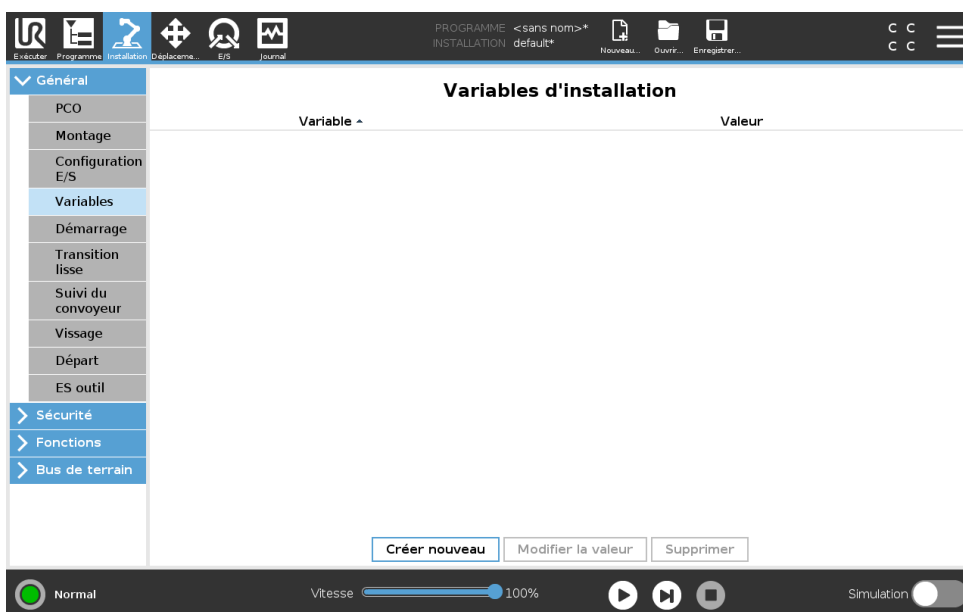 PROGRAMME <sans nom>*
INSTALLATION default*
C C
C C
Exécuter Programme Installation Déplaceme... E/S Journal Nouveau... Ouvrir... Enregistrer...
Général
PCO
Montage
Configuration
E/S
Variables
Démarrage
Transition
lisse
Suivi du
convoyeur
Vissage
Départ
ES outil
Sécurité
Fonctions
Bus de terrain
Variables d'installation
Variable Valeur
Créer nouveau Modifier la valeur Supprimer
Normal Vitesse 100% Simulation